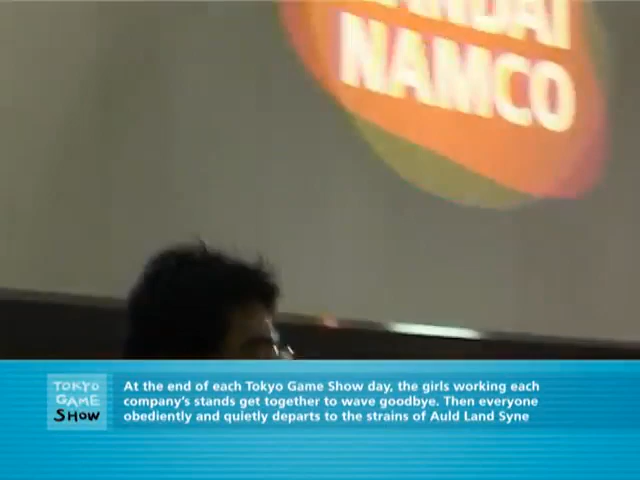 BANDAI
NAMCO
TOKYO
GAME
SHOW
At the end of each Tokyo Game Show day, the girls working each
company's stands get together to wave goodbye. Then everyone
obediently and quietly departs to the strains of Auld Land Syne